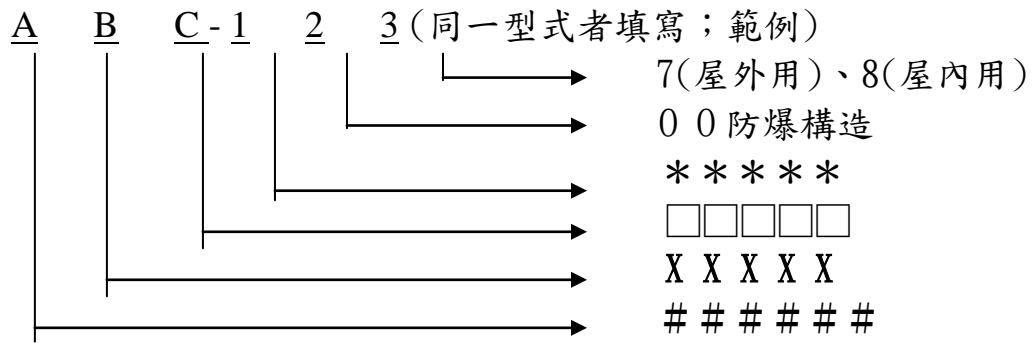 A B C - 1 2 3 (同一型式者填寫；範例)
7(屋外用)、8(屋內用)
００防爆構造
＊＊＊＊＊
□□□□□
X X X X X
# # # # # #